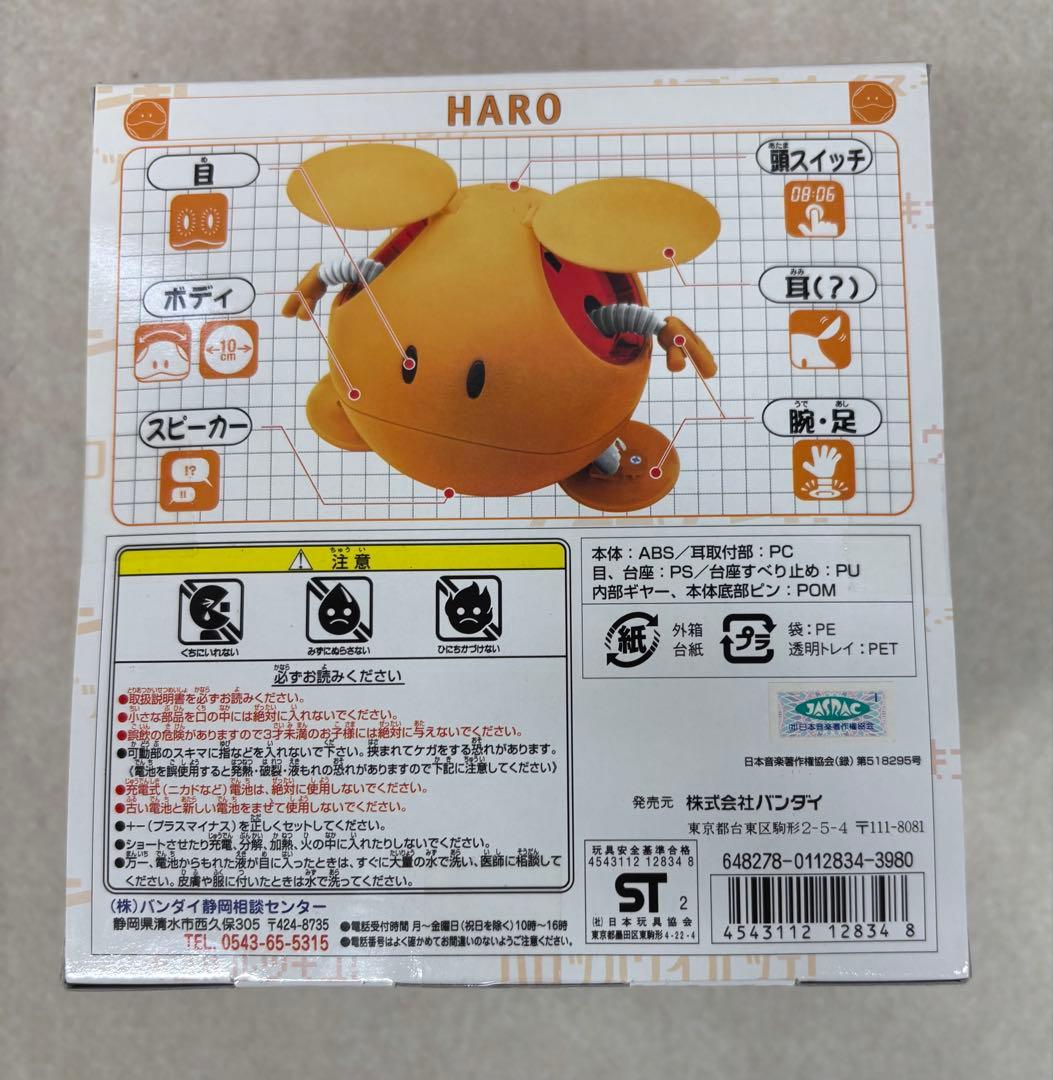 HARO
目
ボディ
←10→
cm
スピーカー
!?
!!
頭スイッチ
08:06
耳(?)
腕・足
注意
くちにいれない
みずにぬらさない
ひにちかづけない
必ずお読みください
●取扱説明書を必ずお読みください。
●小さな部品を口の中には絶対に入れないでください。
●誤飲の危険がありますので3才未満のお子様には絶対に与えないでください。
●可動部のスキマに指などを入れないで下さい。挟まれてケガをする恐れがあります。
《電池を誤使用すると発熱・破裂・液もれの恐れがありますので下記に注意してください》
●充電式(ニカドなど)電池は、絶対に使用しないでください。
●古い電池と新しい電池をまぜて使用しないでください。
●+-(プラスマイナス)を正しくセットしてください。
●ショートさせたり充電、分解、加熱、火の中に入れたりしないでください。
●万一、電池からもれた液が目に入ったときは、すぐに大量の水で洗い、医師に相談して
ください。皮膚や服に付いたときは水で洗ってください。
(株)バンダイ静岡相談センター
静岡県清水市西久保305 〒424-8735
TEL. 0543-65-5315
●電話受付時間 月〜金曜日(祝日を除く)10時〜16時
●電話番号はよく確かめてお間違いのないようご注意ください。
本体:ABS/耳取付部:PC
目、台座:PS/台座すべり止め:PU
内部ギヤー、本体底部ピン:POM
紙
外箱
台紙
プラ
袋:PE
透明トレイ:PET
JASRAC
(社)日本音楽著作権協会
日本音楽著作権協会(録)第518295号
発売元 株式会社バンダイ
東京都台東区駒形2-5-4 〒111-8081
玩具安全基準合格
4543112 12834 8
ST 2
(社)日本玩具協会
東京都墨田区東駒形4-22-4
648278-0112834-3980
4543112 12834 8